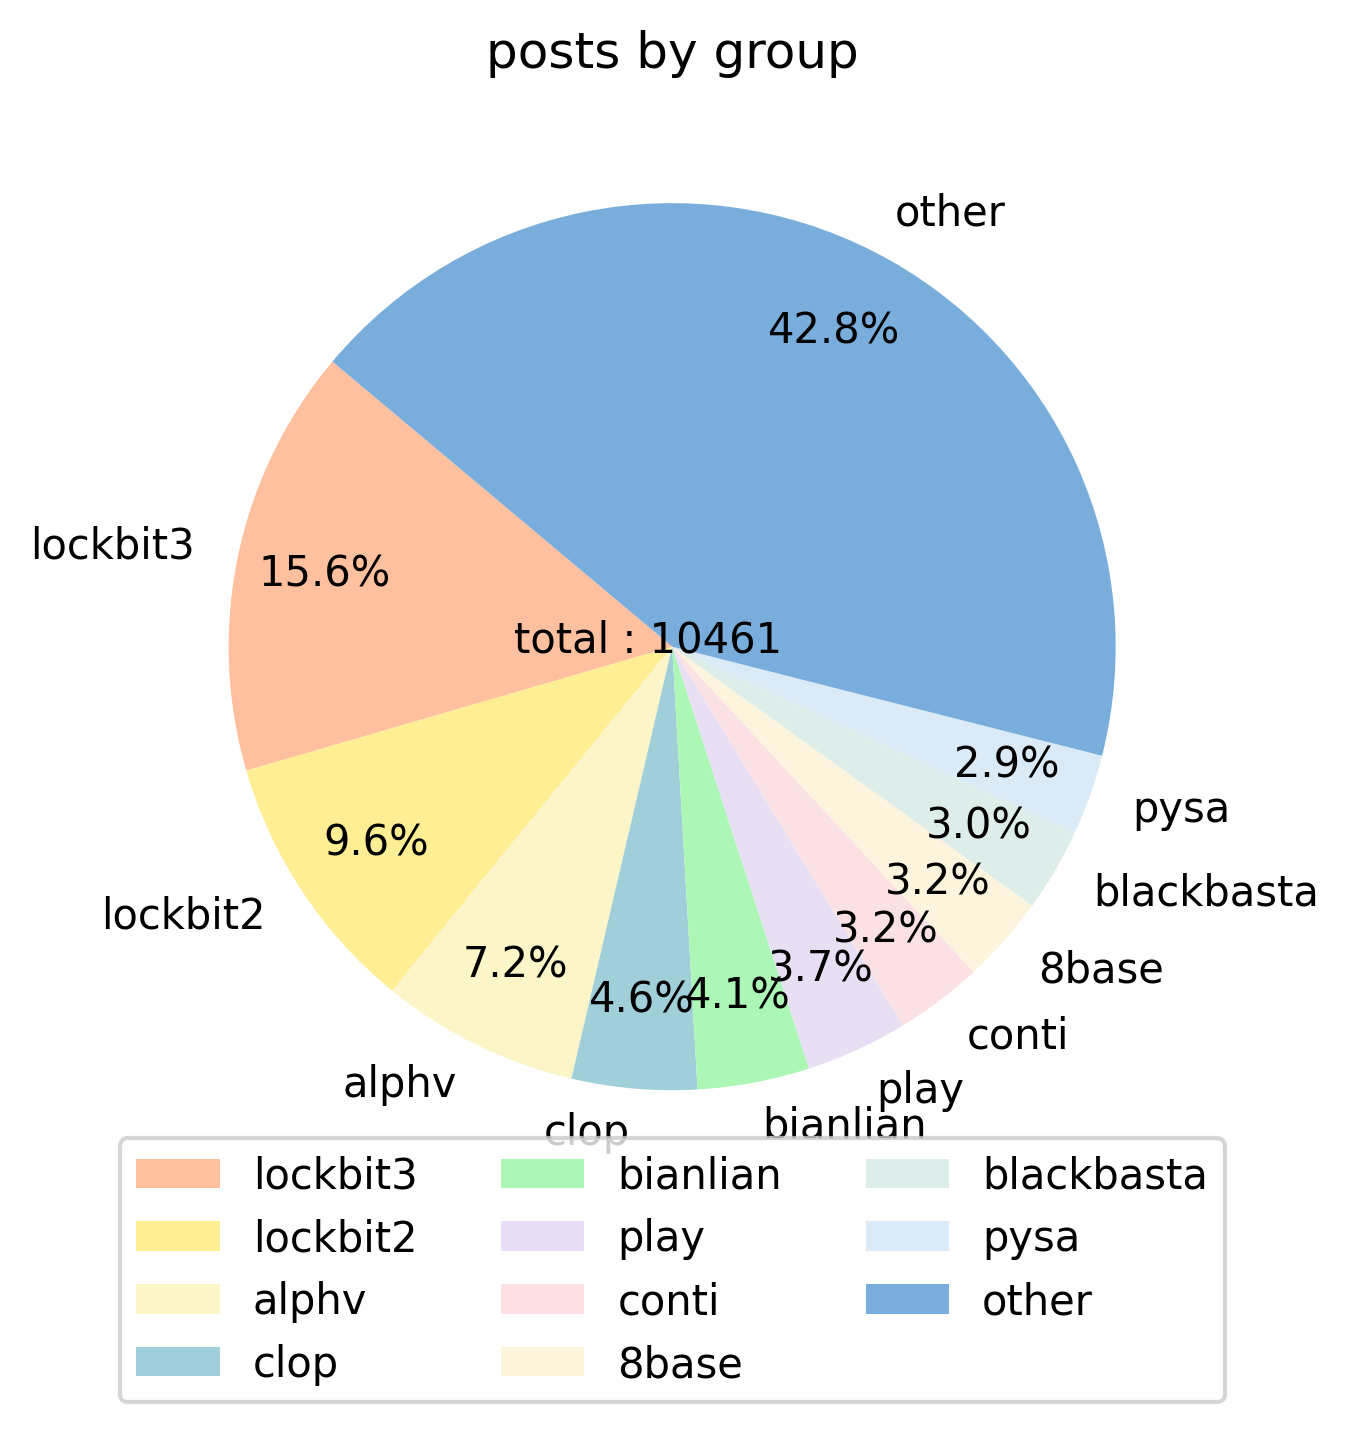 posts by group
other
42.8%
lockbit3
15.6%
total : 10461
2.9%
pysa
3.0%
9.6%
3.2%
blackbasta
lockbit2
3.2%
7.2%
3.7%
8base
4.6%
4.1%
conti
alphv
play
clop
bianlian
lockbit3
lockbit2
alphv
clop
bianlian
play
conti
8base
blackbasta
pysa
other